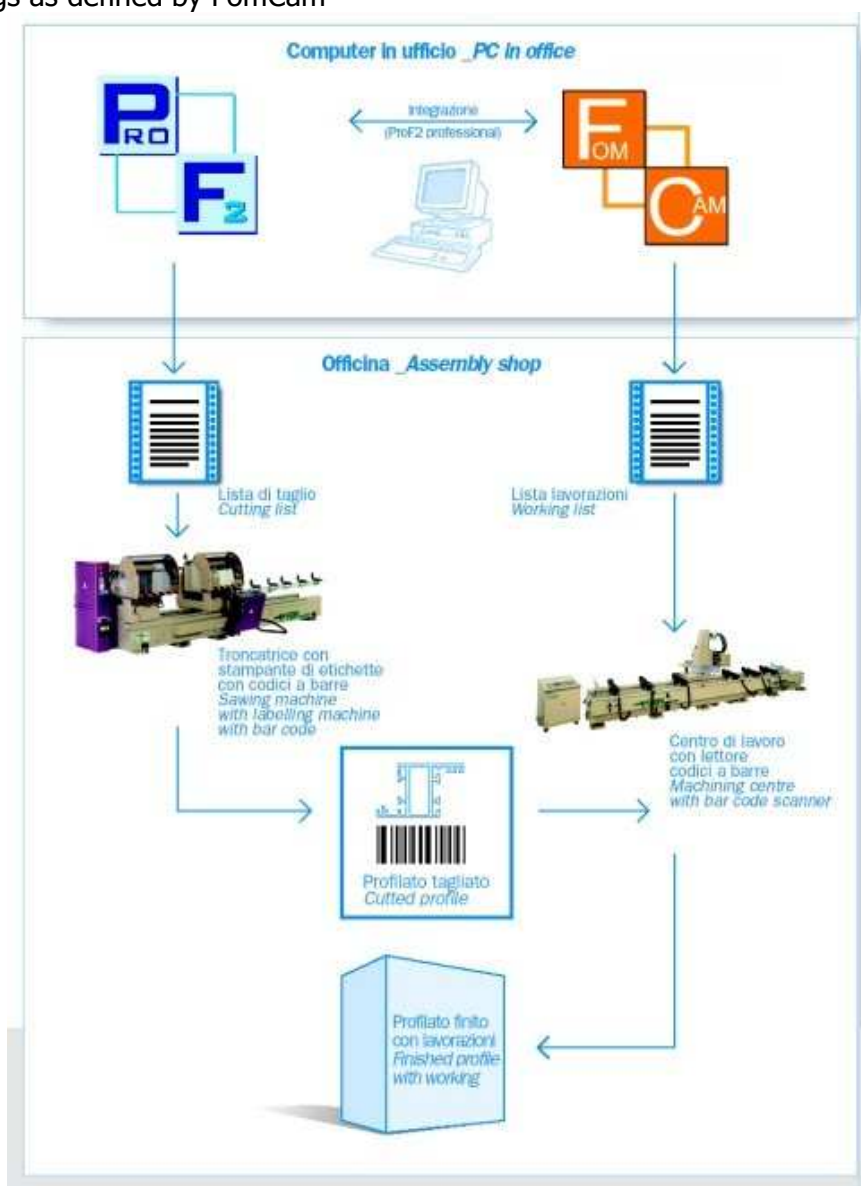 gs as defined by FomCam
Computer in ufficio _PC in office
PRO
F2
Integrazione
(ProF2 professional)
FOM
CAM
Officina _Assembly shop
Lista di taglio
Cutting list
Lista lavorazioni
Working list
Troncatrice con
stampante di etichette
con codici a barre
Sawing machine
with labelling machine
with bar code
Centro di lavoro
con lettore
codici a barre
Machining centre
with bar code scanner
Profilato tagliato
Cutted profile
Profilato finito
con lavorazioni
Finished profile
with working